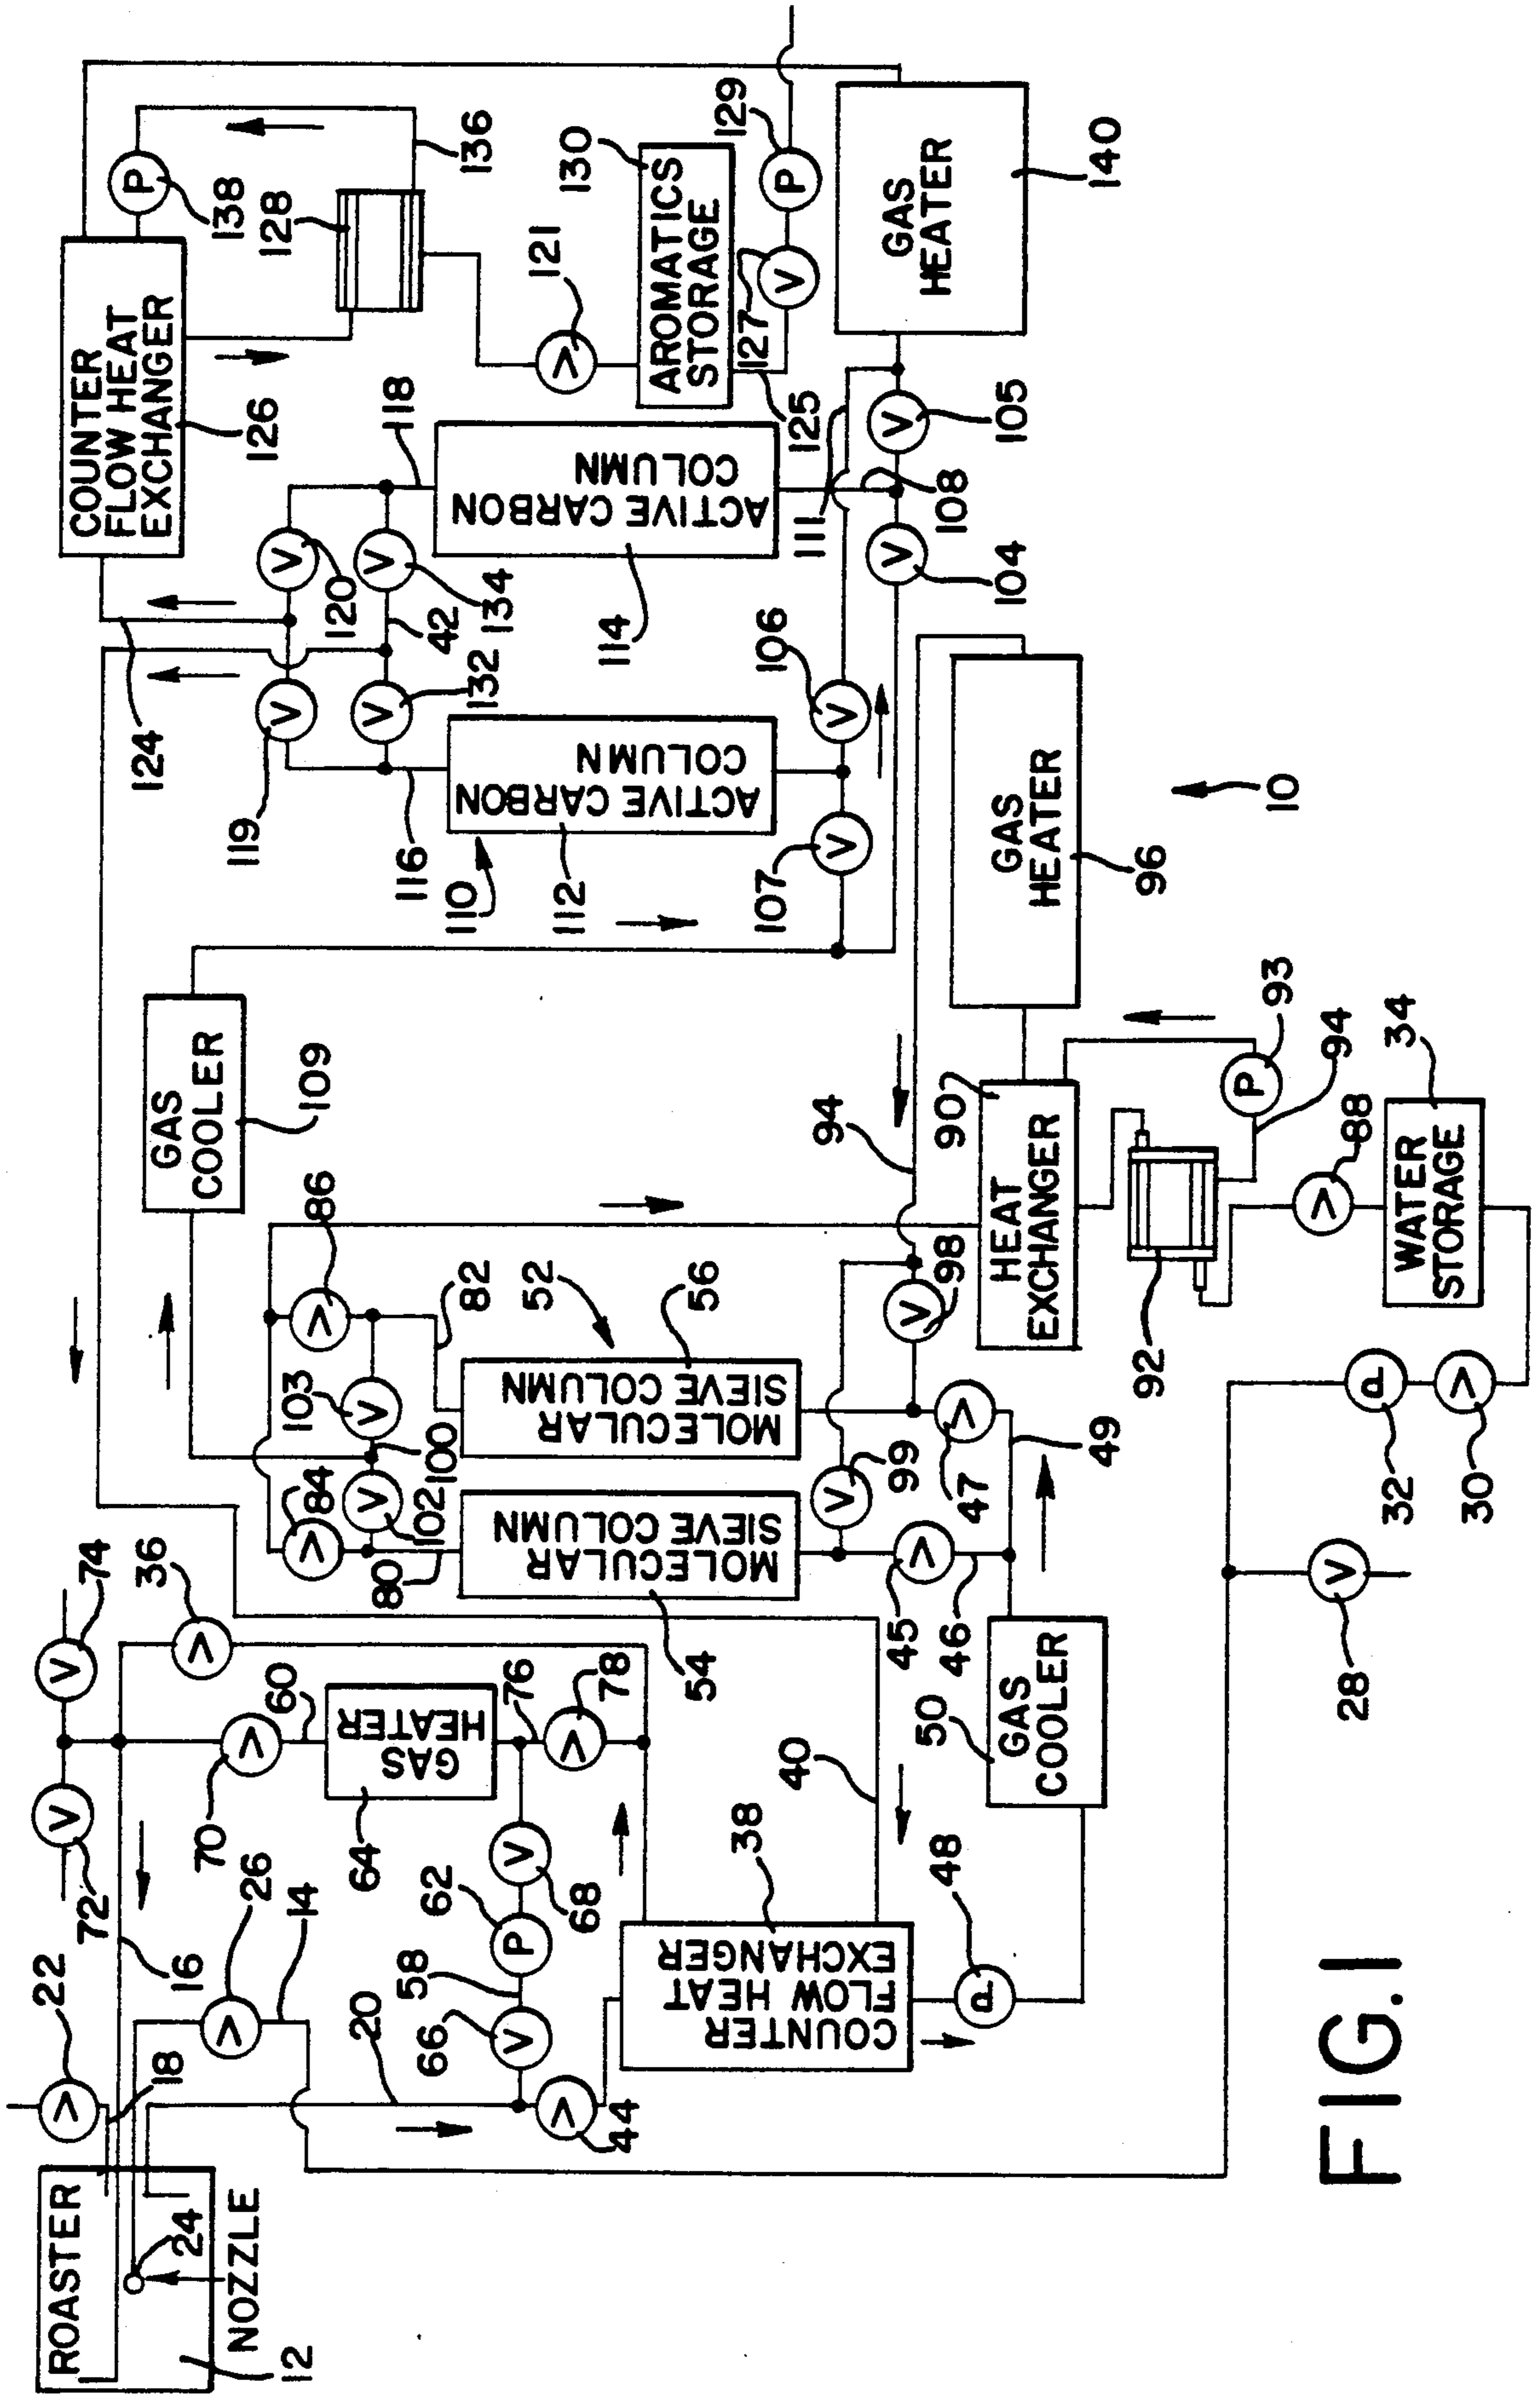 ROASTER
24
NOZZLE
12
22
V
18
16
V
26
14
20
V
72
V
74
V
70
60
V
36
GAS
HEATER
64
76
V
78
V
66
58
P
62
V
68
V
44
COUNTER
FLOW HEAT
EXCHANGER
38
40
P
48
GAS
COOLER
50
V
84
V
102
100
V
103
V
86
80
82
MOLECULAR
SIEVE COLUMN
54
MOLECULAR
SIEVE COLUMN
56
52
V
45
46
V
47
49
V
99
V
98
94
GAS
COOLER
109
HEAT
EXCHANGER
90
92
P
93
94
V
88
WATER
STORAGE
34
P
32
V
30
V
28
GAS
HEATER
96
10
V
119
V
120
124
V
132
42
V
134
116
118
110
ACTIVE CARBON
COLUMN
112
ACTIVE CARBON
COLUMN
114
V
107
V
106
111
V
104
108
V
105
COUNTER
FLOW HEAT
EXCHANGER
126
P
138
128
136
V
121
AROMATICS
STORAGE
130
125
V
127
P
129
GAS
HEATER
140
FIG. 1